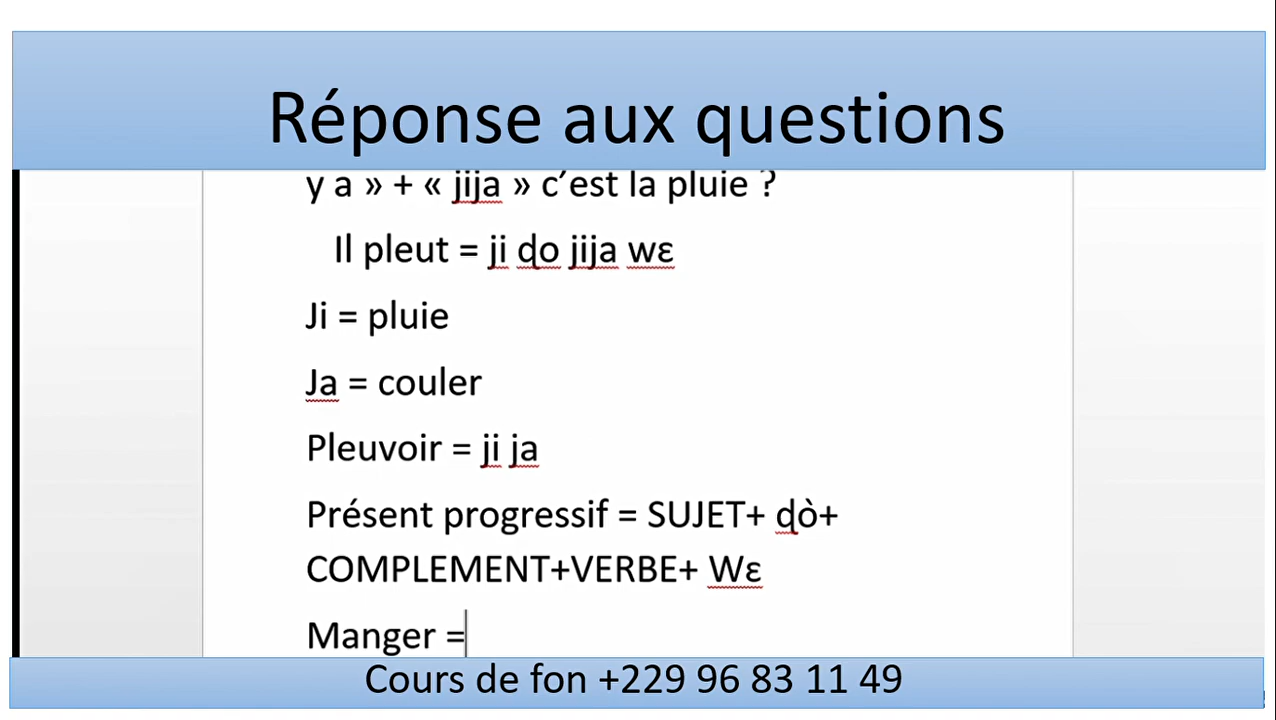 Réponse aux questions
y a » + « jija » c’est la pluie ?
Il pleut = ji ɖo jija wɛ
Ji = pluie
Ja = couler
Pleuvoir = ji ja
Présent progressif = SUJET+ ɖò+
COMPLEMENT+VERBE+ Wɛ
Manger =
Cours de fon +229 96 83 11 49